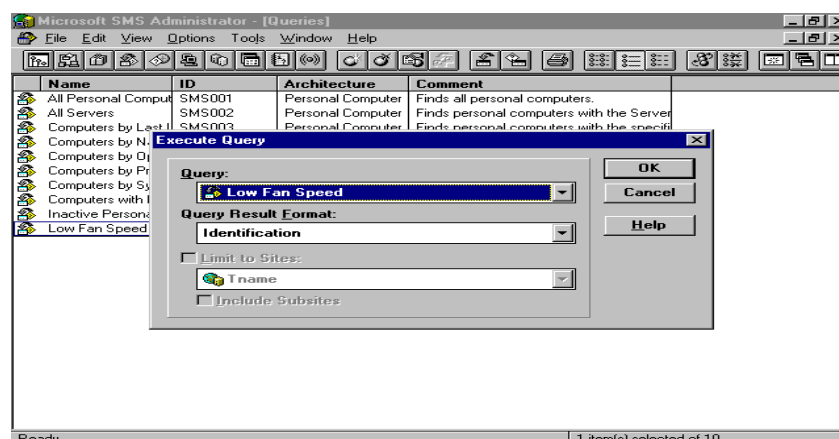 Microsoft SMS Administrator - [Queries]
File Edit View Options Tools Window Help
Name ID Architecture Comment
All Personal Comput SMS001 Personal Computer Finds all personal computers.
All Servers SMS002 Personal Computer Finds personal computers with the Server
Computers by Last SMS003 Personal Computer Finds personal computers with the specifi
Computers by N
Computers by Op
Computers by Pr
Computers by Sy
Computers with
Inactive Persona
Low Fan Speed
Execute Query
Query:
Low Fan Speed
Query Result Format:
Identification
Limit to Sites:
Tname
Include Subsites
OK
Cancel
Help
Ready 1 item(s) selected of 10